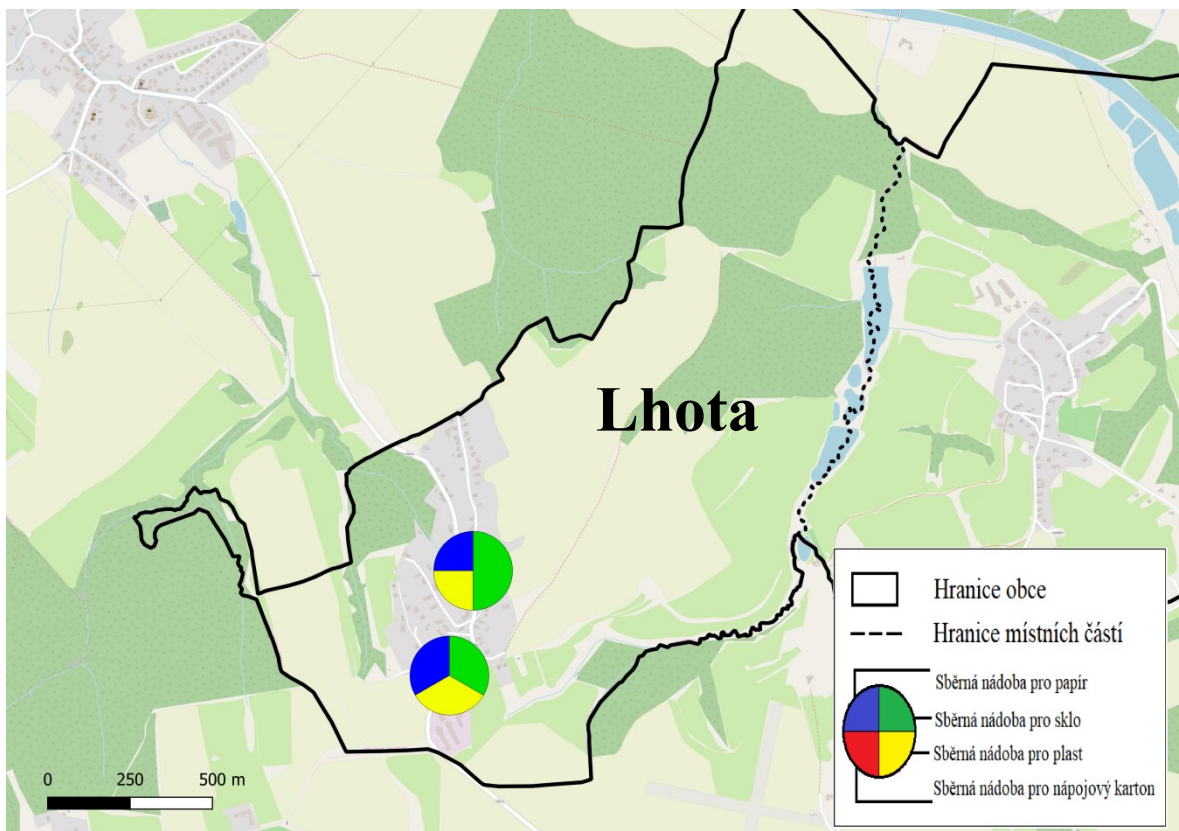 Lhota
Hranice obce
Hranice místních částí
Sběrná nádoba pro papír
Sběrná nádoba pro sklo
Sběrná nádoba pro plast
Sběrná nádoba pro nápojový karton
0 250 500 m